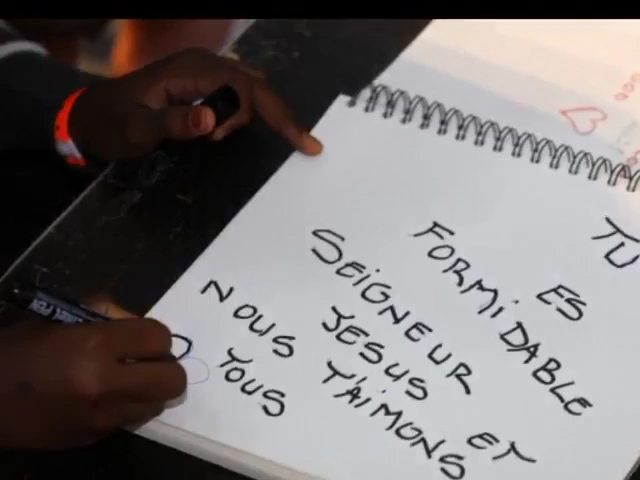 TU
ES
FORMiDABLE
SEiGNEUR
JESUS ET
NOUS T'AiMONS
TOUS